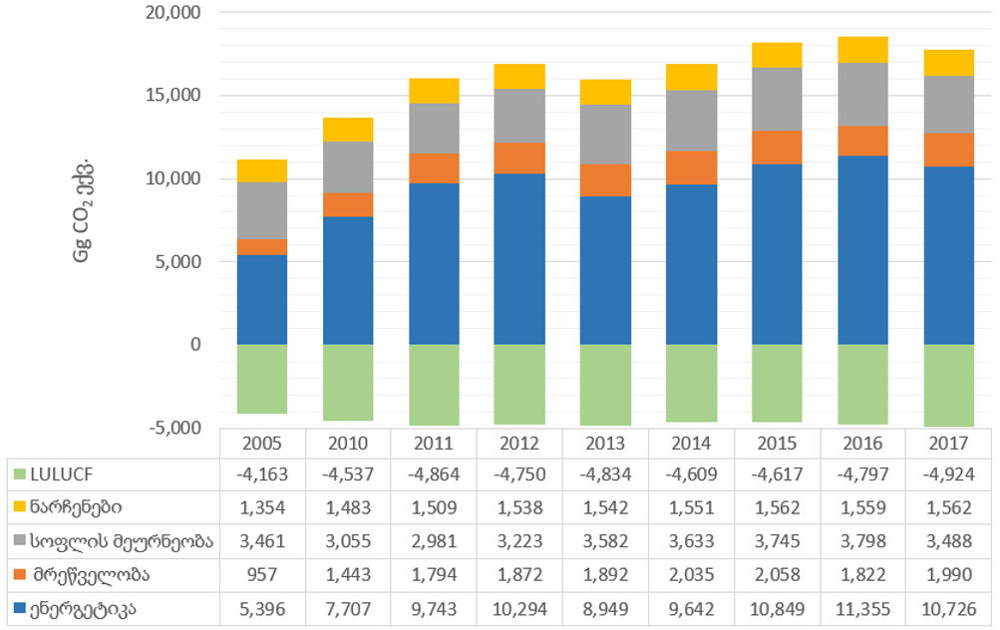 20,000
15,000
10,000
5,000
0
-5,000
Gg CO₂ ექვ.
2005 2010 2011 2012 2013 2014 2015 2016 2017
LULUCF -4,163 -4,537 -4,864 -4,750 -4,834 -4,609 -4,617 -4,797 -4,924
ნარჩენები 1,354 1,483 1,509 1,538 1,542 1,551 1,562 1,559 1,562
სოფლის მეურნეობა 3,461 3,055 2,981 3,223 3,582 3,633 3,745 3,798 3,488
მრეწველობა 957 1,443 1,794 1,872 1,892 2,035 2,058 1,822 1,990
ენერგეტიკა 5,396 7,707 9,743 10,294 8,949 9,642 10,849 11,355 10,726